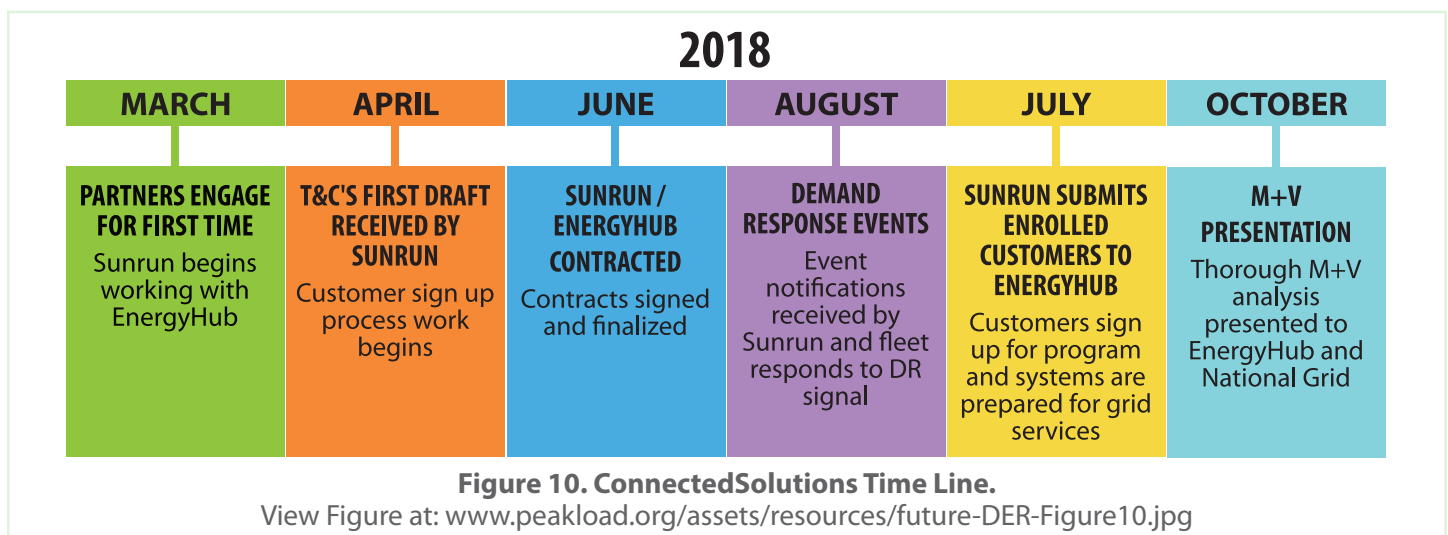 2018
MARCH
PARTNERS ENGAGE
FOR FIRST TIME
Sunrun begins
working with
EnergyHub
APRIL
T&C'S FIRST DRAFT
RECEIVED BY
SUNRUN
Customer sign up
process work
begins
JUNE
SUNRUN /
ENERGYHUB
CONTRACTED
Contracts signed
and finalized
AUGUST
DEMAND
RESPONSE EVENTS
Event
notifications
received by
Sunrun and fleet
responds to DR
signal
JULY
SUNRUN SUBMITS
ENROLLED
CUSTOMERS TO
ENERGYHUB
Customers sign
up for program
and systems are
prepared for grid
services
OCTOBER
M+V
PRESENTATION
Thorough M+V
analysis
presented to
EnergyHub and
National Grid
Figure 10. ConnectedSolutions Time Line.
View Figure at: www.peakload.org/assets/resources/future-DER-Figure10.jpg